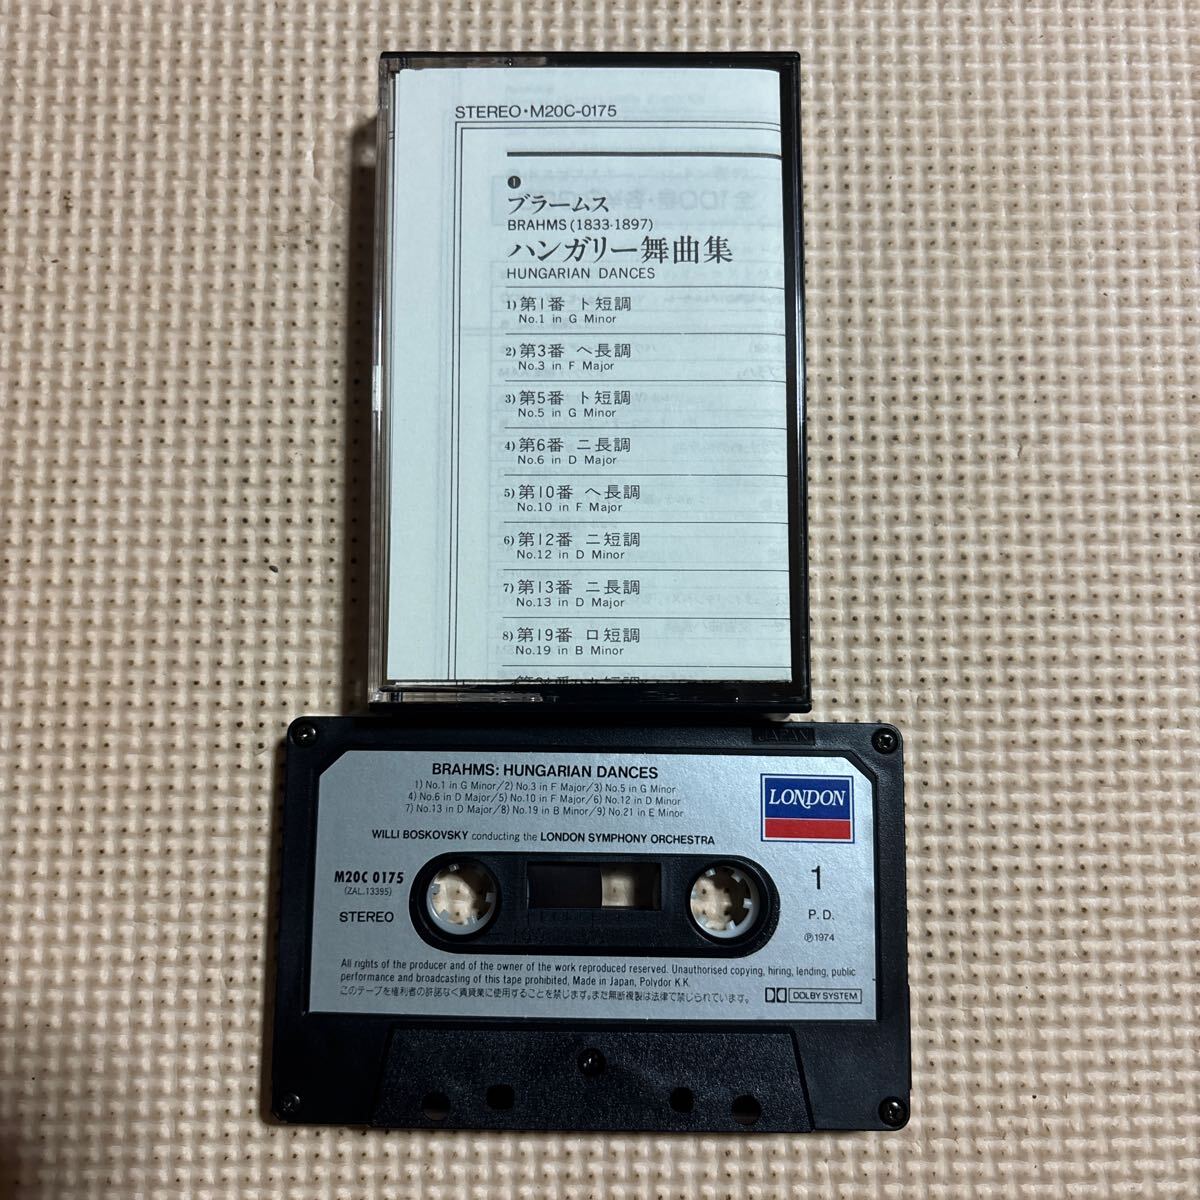 STEREO・M20C-0175
❶
ブラームス
BRAHMS (1833-1897)
ハンガリー舞曲集
HUNGARIAN DANCES
1) 第1番 ト短調
No.1 in G Minor
2) 第3番 ヘ長調
No.3 in F Major
3) 第5番 ト短調
No.5 in G Minor
4) 第6番 ニ長調
No.6 in D Major
5) 第10番 ヘ長調
No.10 in F Major
6) 第12番 ニ短調
No.12 in D Minor
7) 第13番 ニ長調
No.13 in D Major
8) 第19番 ロ短調
No.19 in B Minor
JAPAN
BRAHMS: HUNGARIAN DANCES
1) No.1 in G Minor/2) No.3 in F Major/3) No.5 in G Minor
4) No.6 in D Major/5) No.10 in F Major/6) No.12 in D Minor
7) No.13 in D Major/8) No.19 in B Minor/9) No.21 in E Minor
LONDON
WILLI BOSKOVSKY conducting the LONDON SYMPHONY ORCHESTRA
M20C 0175
(ZAL.13395)
STEREO
1
P.D.
℗1974
All rights of the producer and of the owner of the work reproduced reserved. Unauthorised copying, hiring, lending, public
performance and broadcasting of this tape prohibited, Made in Japan, Polydor K.K.
このテープを権利者の許諾なく賃貸業に使用することを禁じます。また無断複製は法律で禁じられています。
DOLBY SYSTEM